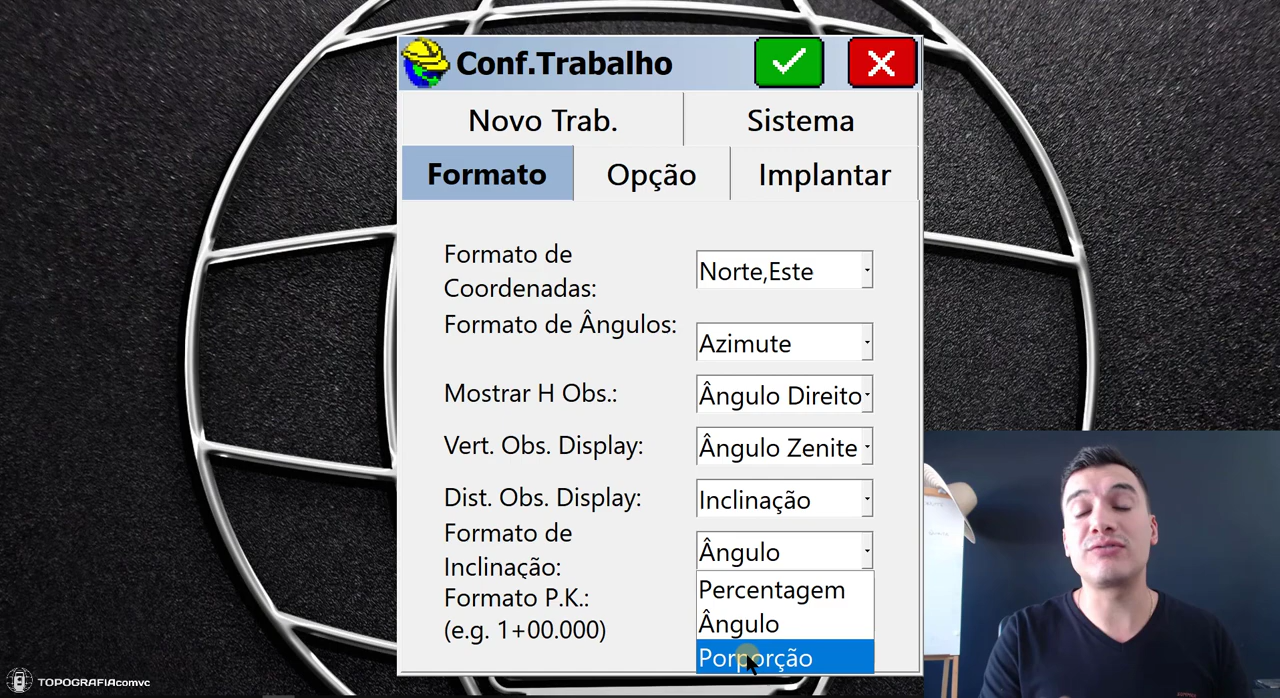 Conf.Trabalho
Novo Trab.
Sistema
Formato
Opção
Implantar
Formato de
Coordenadas:
Norte,Este
Formato de Ângulos:
Azimute
Mostrar H Obs.:
Ângulo Direito
Vert. Obs. Display:
Ângulo Zenite
Dist. Obs. Display:
Inclinação
Formato de
Inclinação:
Ângulo
Formato P.K.:
(e.g. 1+00.000)
Percentagem
Ângulo
Porporção
TOPOGRAFIAcomvc